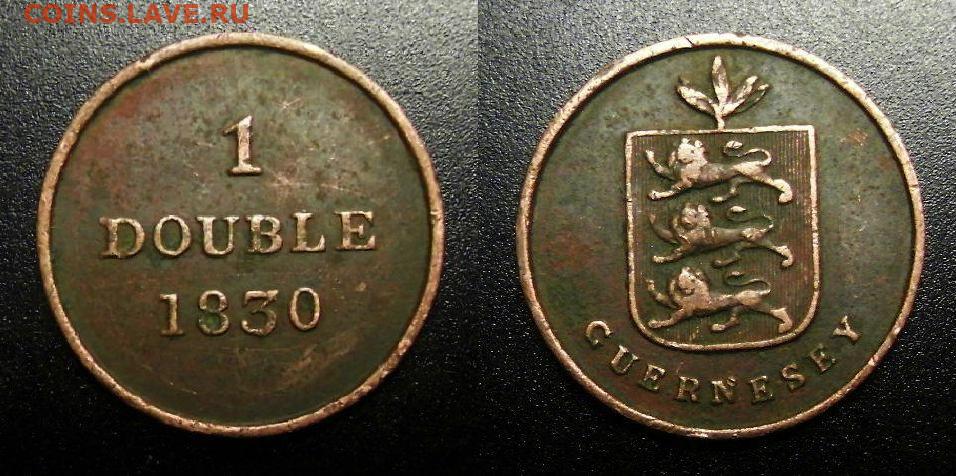 COINS.LAVE.RU
1
DOUBLE
1830
GUERNESEY